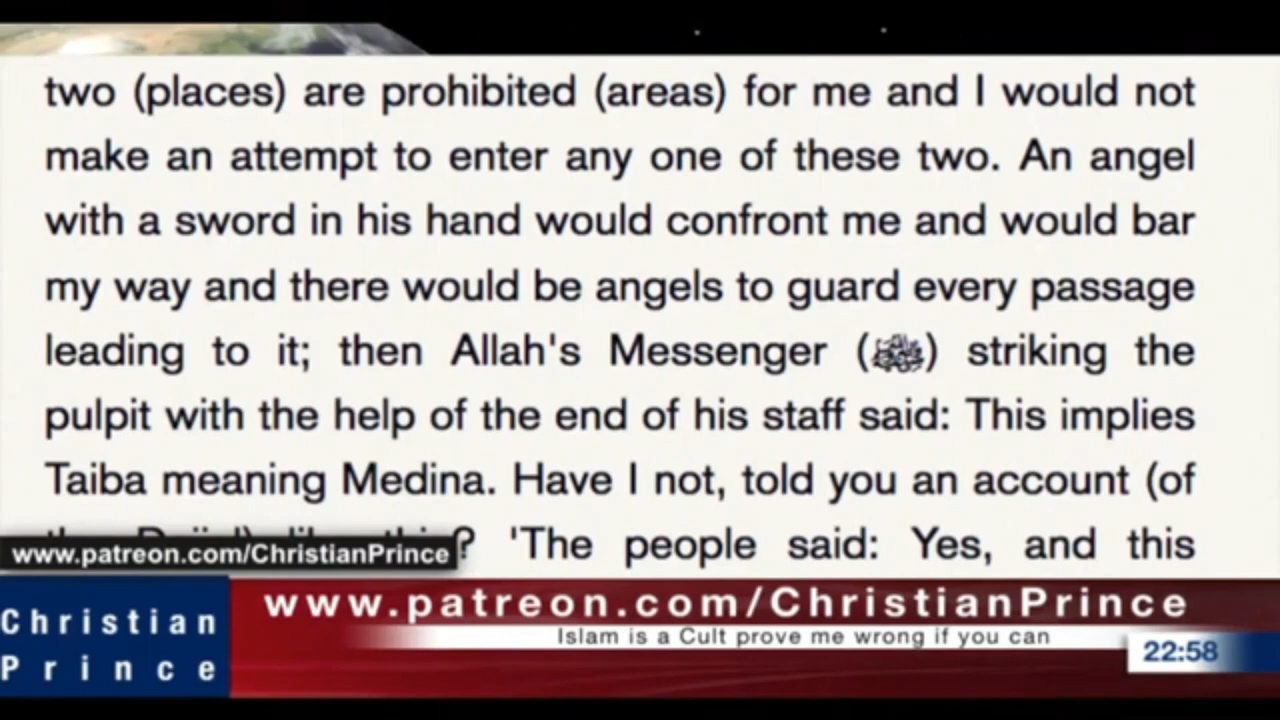 two (places) are prohibited (areas) for me and I would not
make an attempt to enter any one of these two. An angel
with a sword in his hand would confront me and would bar
my way and there would be angels to guard every passage
leading to it; then Allah's Messenger (ﷺ) striking the
pulpit with the help of the end of his staff said: This implies
Taiba meaning Medina. Have I not, told you an account (of
? 'The people said: Yes, and this
www.patreon.com/ChristianPrince
www.patreon.com/ChristianPrince
Islam is a Cult prove me wrong if you can
Christian
Prince
22:58